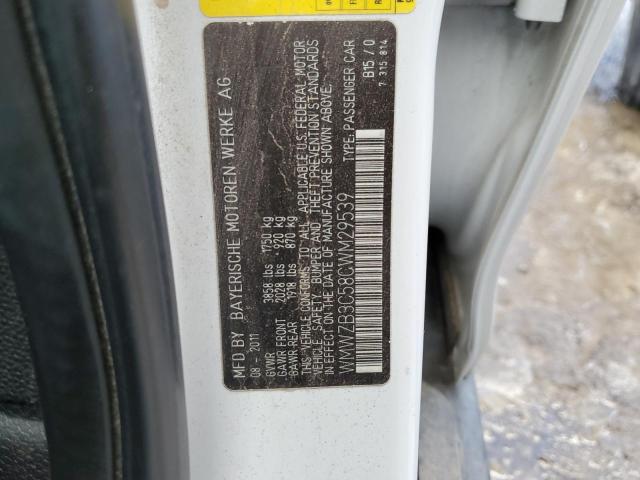 MFD BY BAYERISCHE MOTOREN WERKE AG
08 - 2011
GVWR 3858 lbs 1750 kg
GAWR FRONT 2028 lbs 920 kg
GAWR REAR 1918 lbs 870 kg
THIS VEHICLE CONFORMS TO ALL APPLICABLE U.S. FEDERAL MOTOR
VEHICLE SAFETY, BUMPER AND THEFT PREVENTION STANDARDS
IN EFFECT ON THE DATE OF MANUFACTURE SHOWN ABOVE.
WMWZB3C58CWM29539 TYPE: PASSENGER CAR
B15 / 0
7 315 814